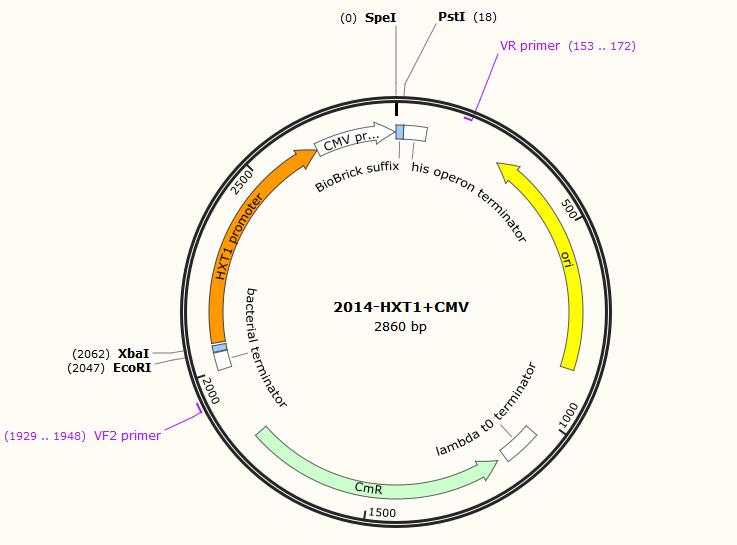 (0) SpeI
PstI (18)
VR primer (153 .. 172)
CMV pr...
BioBrick suffix
his operon terminator
2500
500
HXT1 promoter
ori
bacterial terminator
2014-HXT1+CMV
2860 bp
(2062) XbaI
(2047) EcoRI
2000
lambda t0 terminator
1000
(1929 .. 1948) VF2 primer
CmR
1500